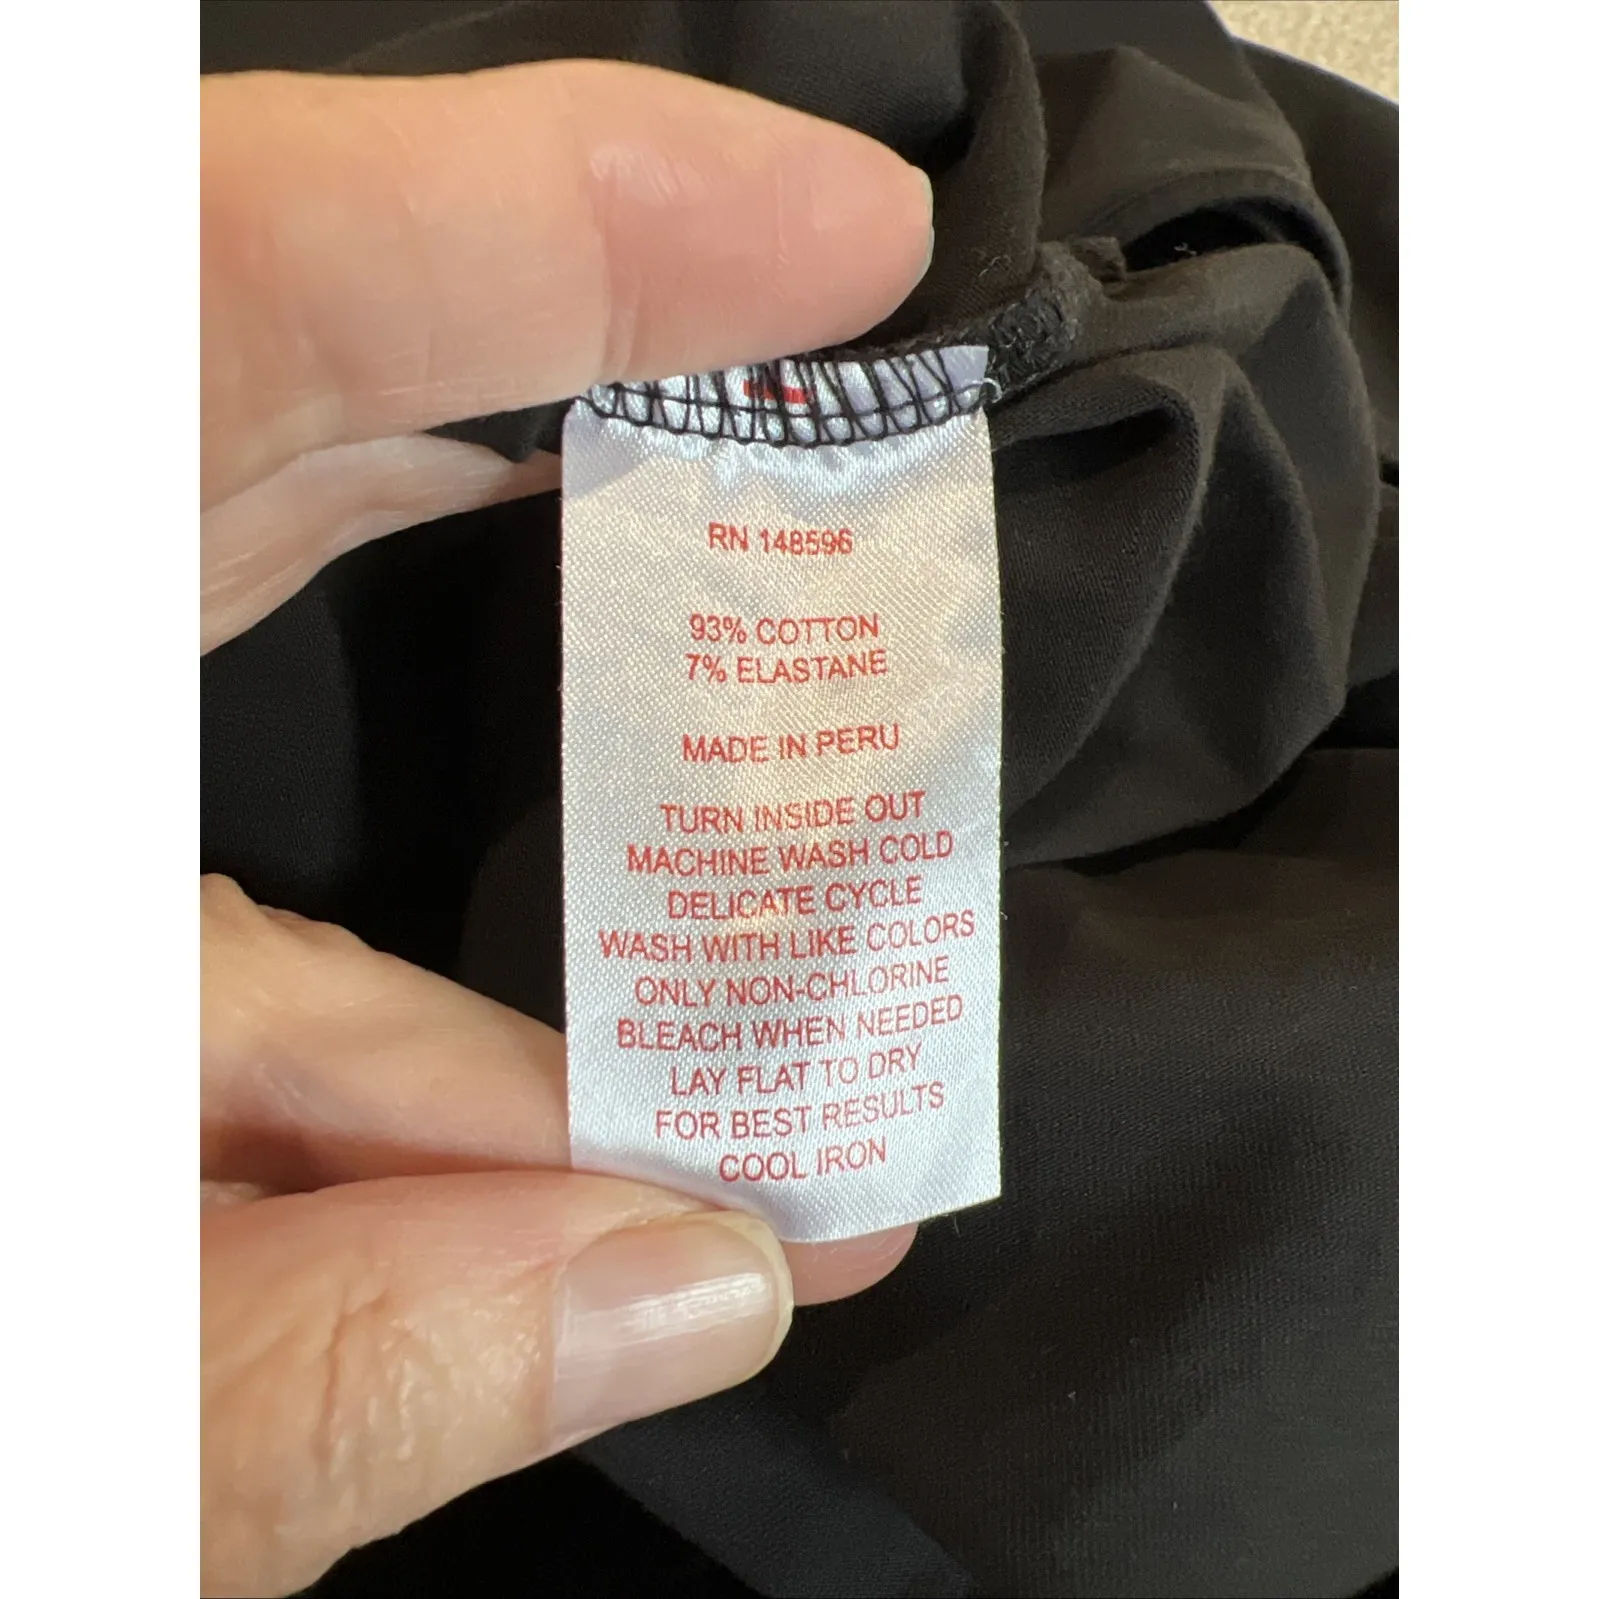 RN 148596
93% COTTON
7% ELASTANE
MADE IN PERU
TURN INSIDE OUT
MACHINE WASH COLD
DELICATE CYCLE
WASH WITH LIKE COLORS
ONLY NON-CHLORINE
BLEACH WHEN NEEDED
LAY FLAT TO DRY
FOR BEST RESULTS
COOL IRON